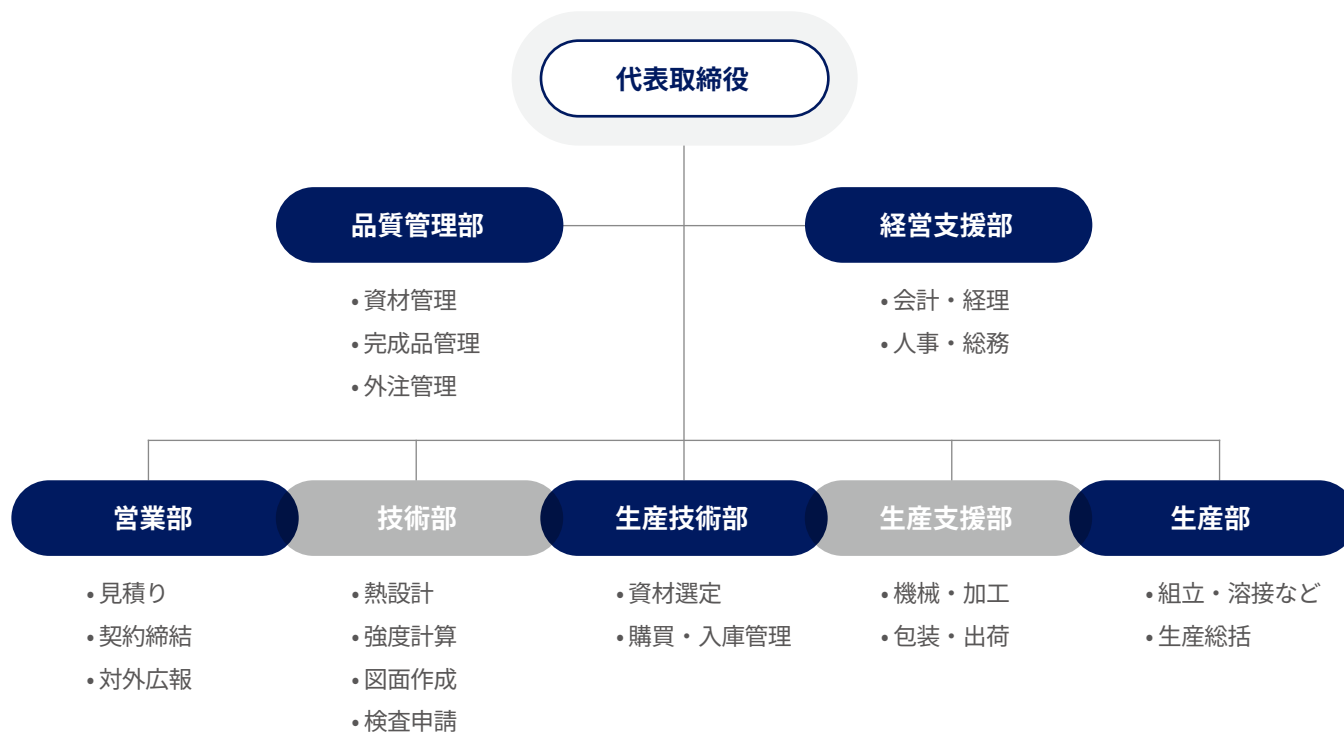 代表取締役
品質管理部
• 資材管理
• 完成品管理
• 外注管理
経営支援部
• 会計・経理
• 人事・総務
営業部
• 見積り
• 契約締結
• 対外広報
技術部
• 熱設計
• 強度計算
• 図面作成
• 検査申請
生産技術部
• 資材選定
• 購買・入庫管理
生産支援部
• 機械・加工
• 包装・出荷
生産部
• 組立・溶接など
• 生産総括